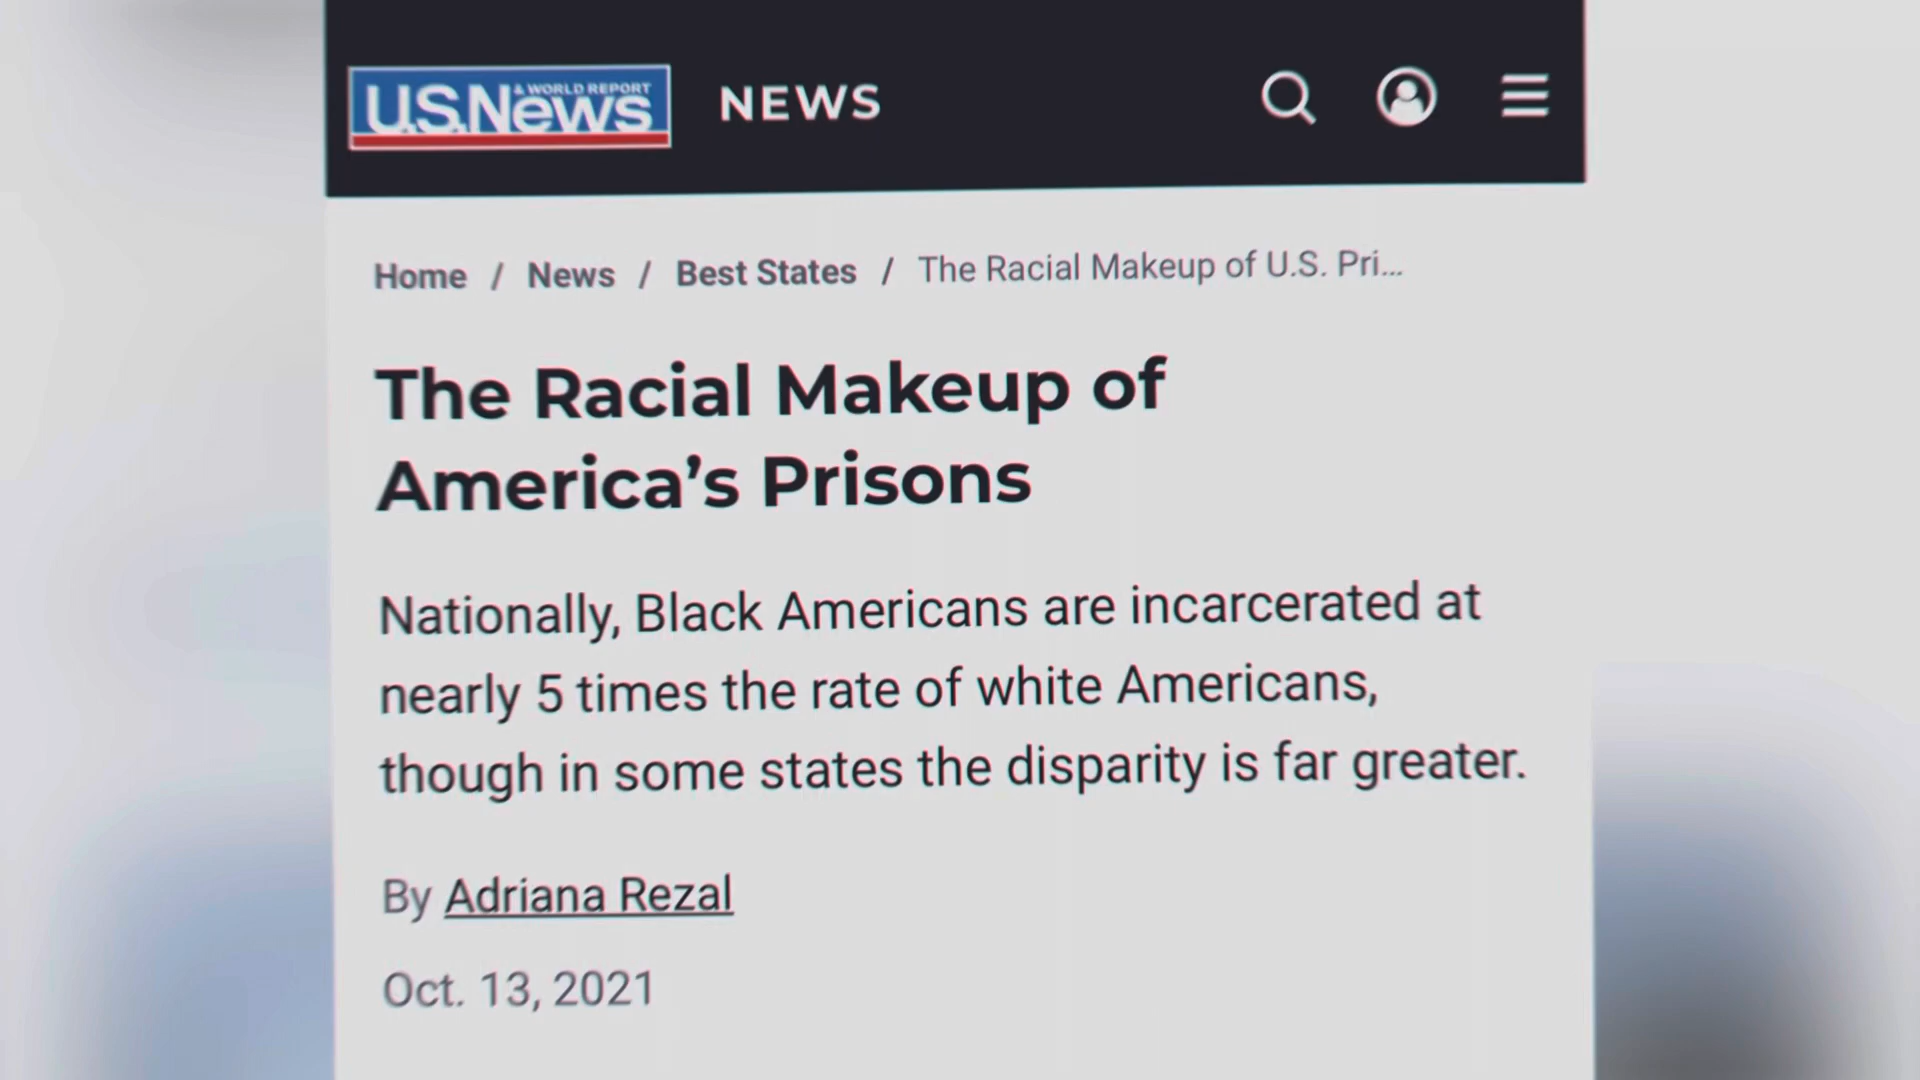 U.S.News & WORLD REPORT NEWS
Home / News / Best States / The Racial Makeup of U.S. Pri...
The Racial Makeup of
America's Prisons
Nationally, Black Americans are incarcerated at
nearly 5 times the rate of white Americans,
though in some states the disparity is far greater.
By Adriana Rezal
Oct. 13, 2021